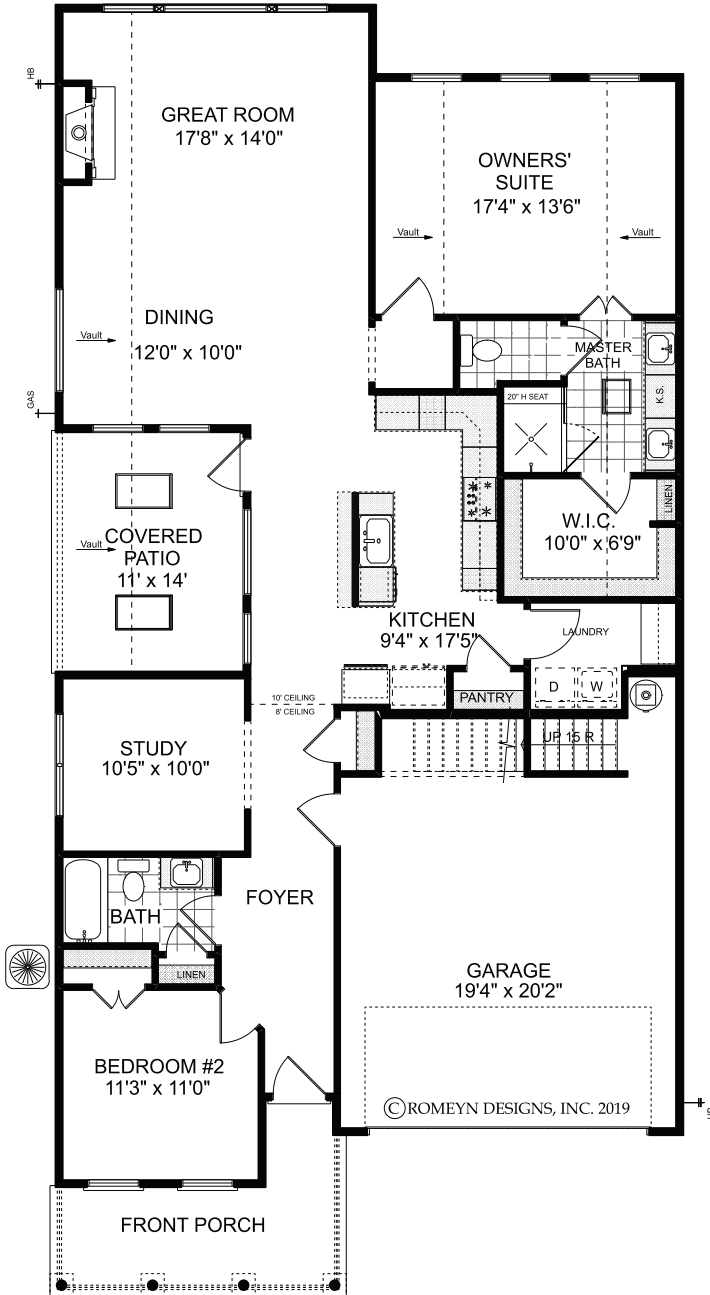 HB
GREAT ROOM
17'8" x 14'0"
OWNERS'
SUITE
17'4" x 13'6"
Vault
Vault
DINING
12'0" x 10'0"
Vault
MASTER
BATH
GAS
K.S.
20" H SEAT
LINEN
W.I.C.
10'0" x 6'9"
COVERED
PATIO
11' x 14'
Vault
KITCHEN
9'4" x 17'5"
LAUNDRY
D
W
PANTRY
10' CEILING
8' CEILING
STUDY
10'5" x 10'0"
UP 15 R
FOYER
BATH
LINEN
GARAGE
19'4" x 20'2"
BEDROOM #2
11'3" x 11'0"
© ROMEYN DESIGNS, INC. 2019
FRONT PORCH